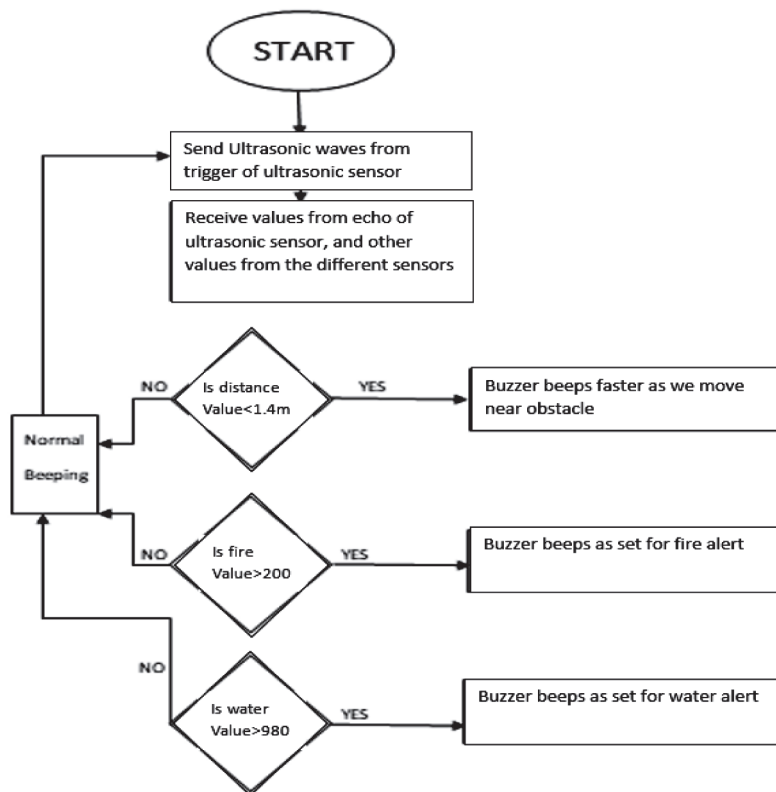 START
Send Ultrasonic waves from
trigger of ultrasonic sensor
Receive values from echo of
ultrasonic sensor, and other
values from the different sensors
NO
Is distance
Value<1.4m
YES
Buzzer beeps faster as we move
near obstacle
Normal
Beeping
NO
Is fire
Value>200
YES
Buzzer beeps as set for fire alert
NO
Is water
Value>980
YES
Buzzer beeps as set for water alert